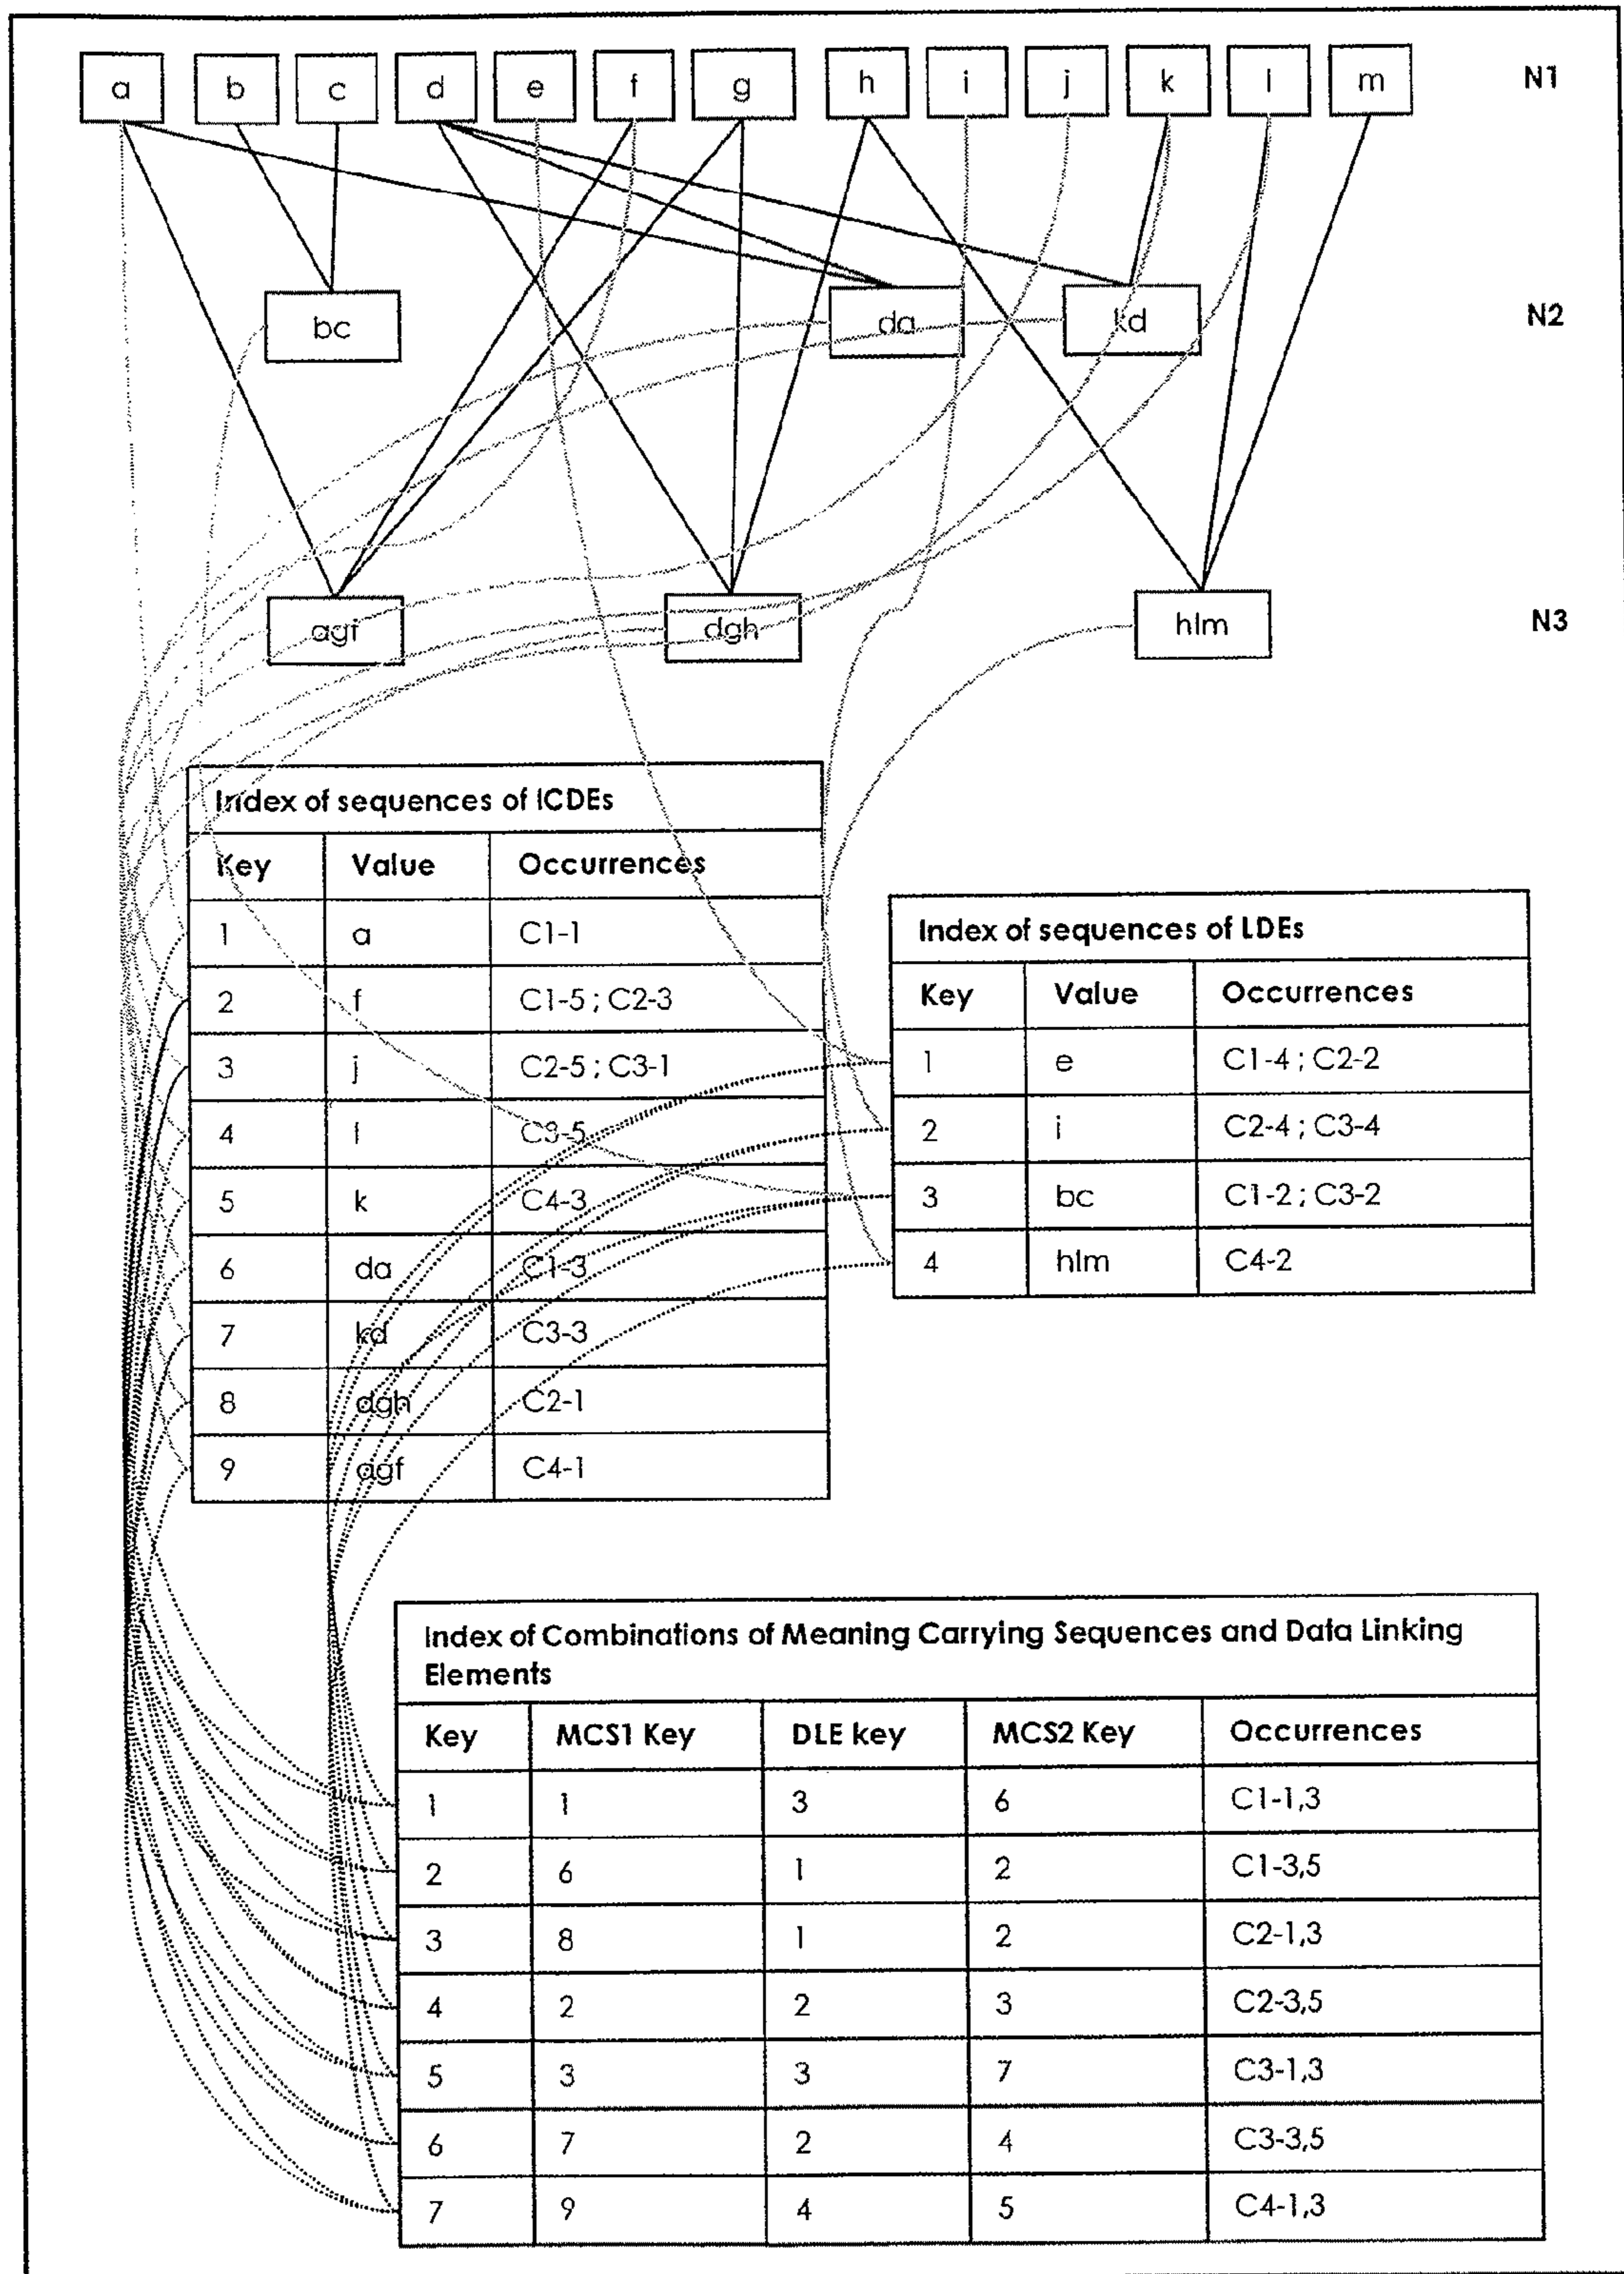 a b c d e f g h i j k l m N1
bc da kd N2
agf dgh hlm N3
Index of sequences of ICDEs
Key Value Occurrences
1 a C1-1
2 f C1-5 ; C2-3
3 j C2-5 ; C3-1
4 l C3-5
5 k C4-3
6 da C1-3
7 kd C3-3
8 dgh C2-1
9 agf C4-1
Index of sequences of LDEs
Key Value Occurrences
1 e C1-4 ; C2-2
2 i C2-4 ; C3-4
3 bc C1-2 ; C3-2
4 hlm C4-2
Index of Combinations of Meaning Carrying Sequences and Data Linking
Elements
Key MCS1 Key DLE key MCS2 Key Occurrences
1 1 3 6 C1-1,3
2 6 1 2 C1-3,5
3 8 1 2 C2-1,3
4 2 2 3 C2-3,5
5 3 3 7 C3-1,3
6 7 2 4 C3-3,5
7 9 4 5 C4-1,3